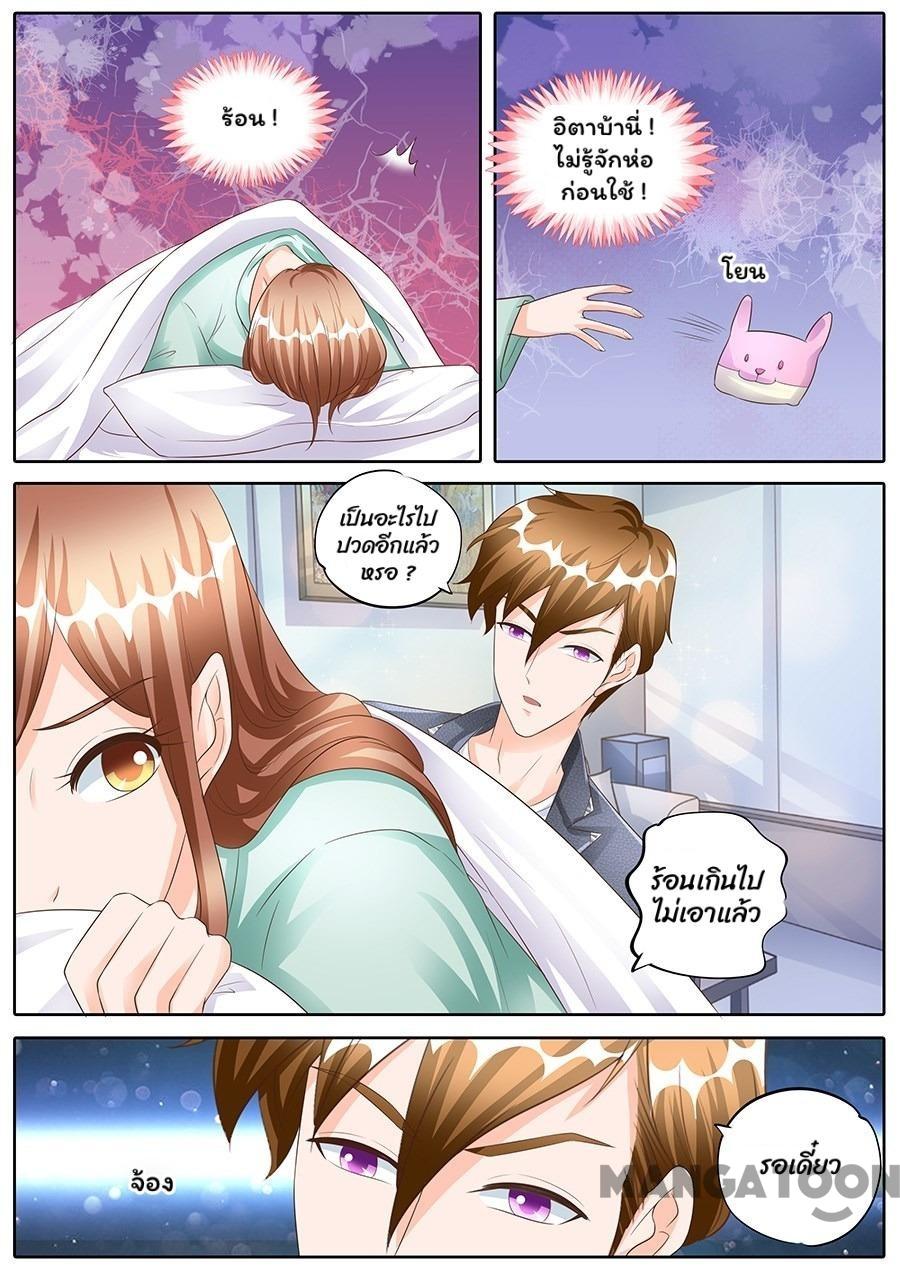 ร้อน !
อิตาบ้านี่ !
ไม่รู้จักห่อ
ก่อนใช้ !
โยน
เป็นอะไรไป
ปวดอีกแล้ว
หรอ ?
ร้อนเกินไป
ไม่เอาแล้ว
จ้อง
รอเดี๋ยว
MANGATOON